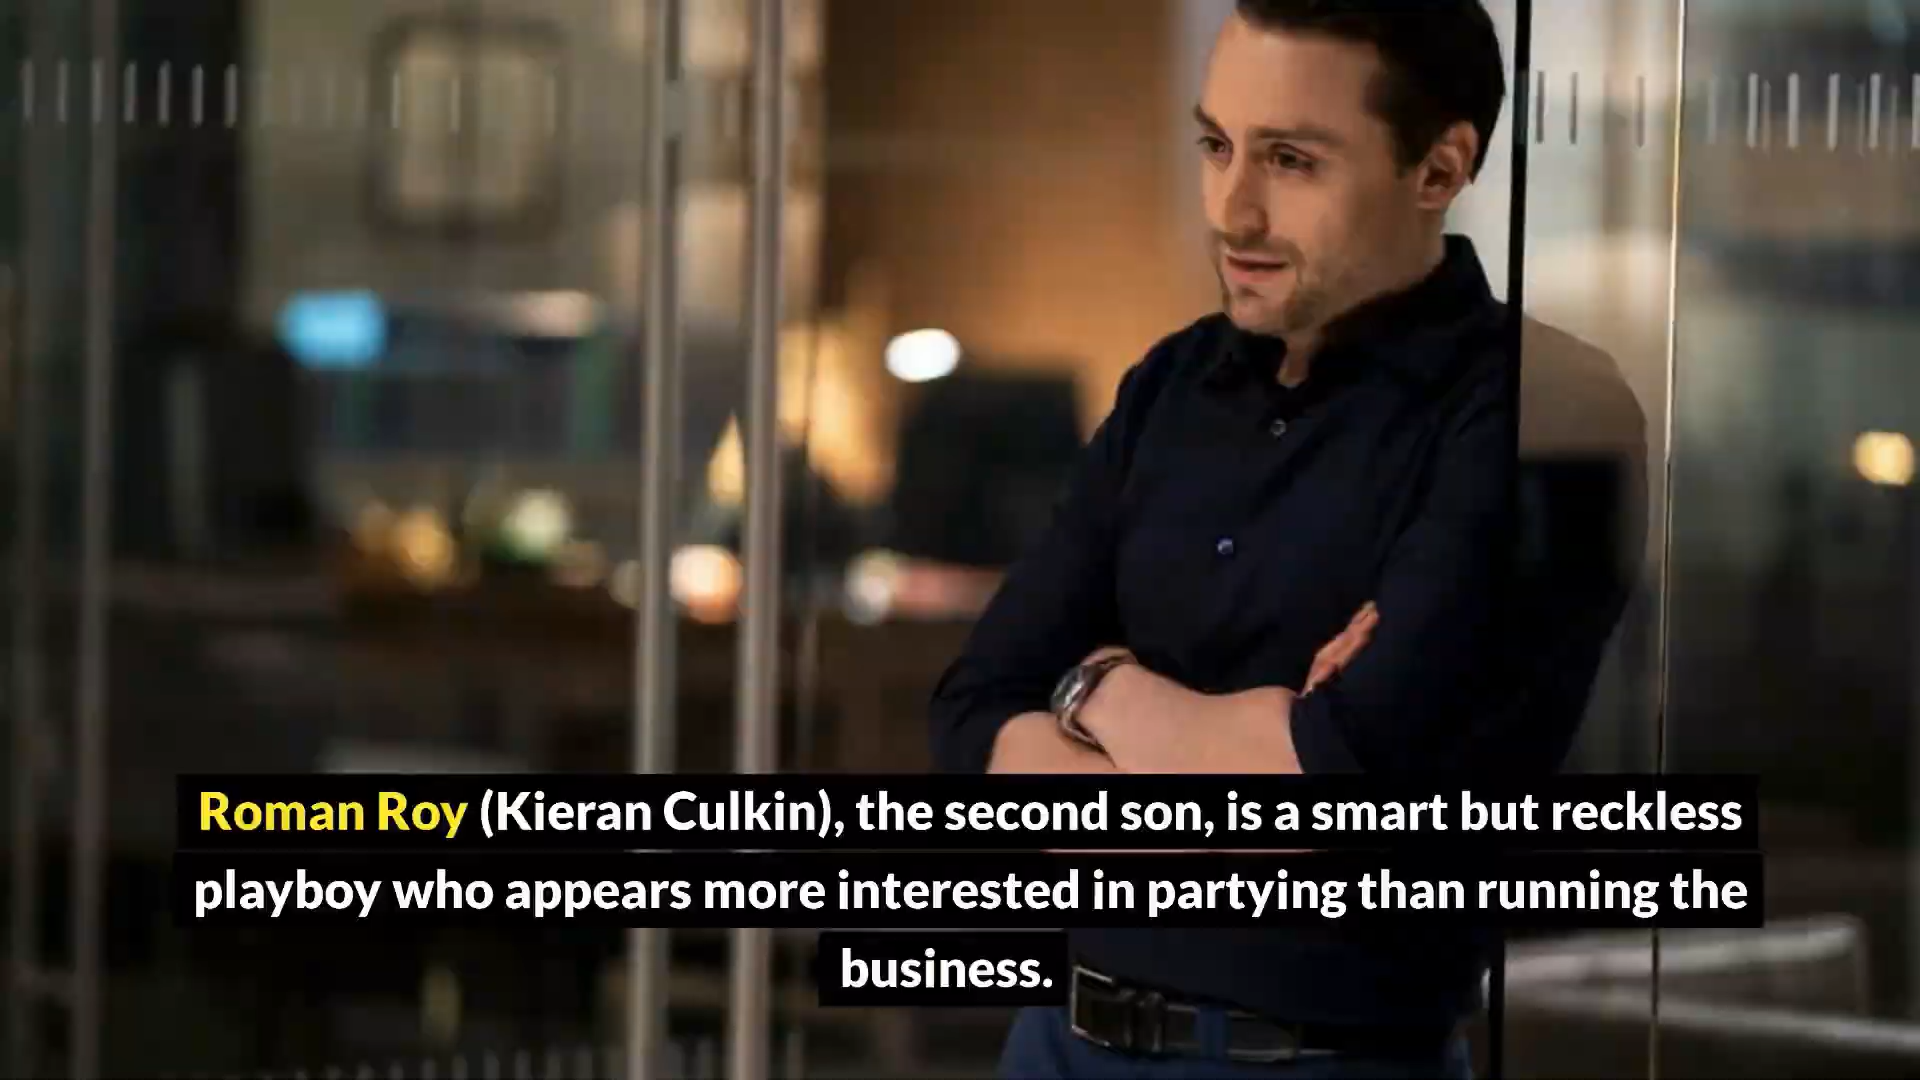 Roman Roy (Kieran Culkin), the second son, is a smart but reckless
playboy who appears more interested in partying than running the
business.